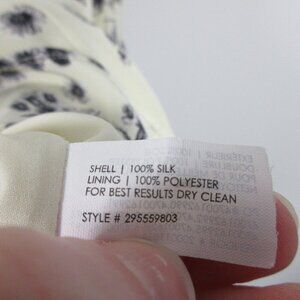 SHELL | 100% SILK
LINING | 100% POLYESTER
FOR BEST RESULTS DRY CLEAN
STYLE # 295559803